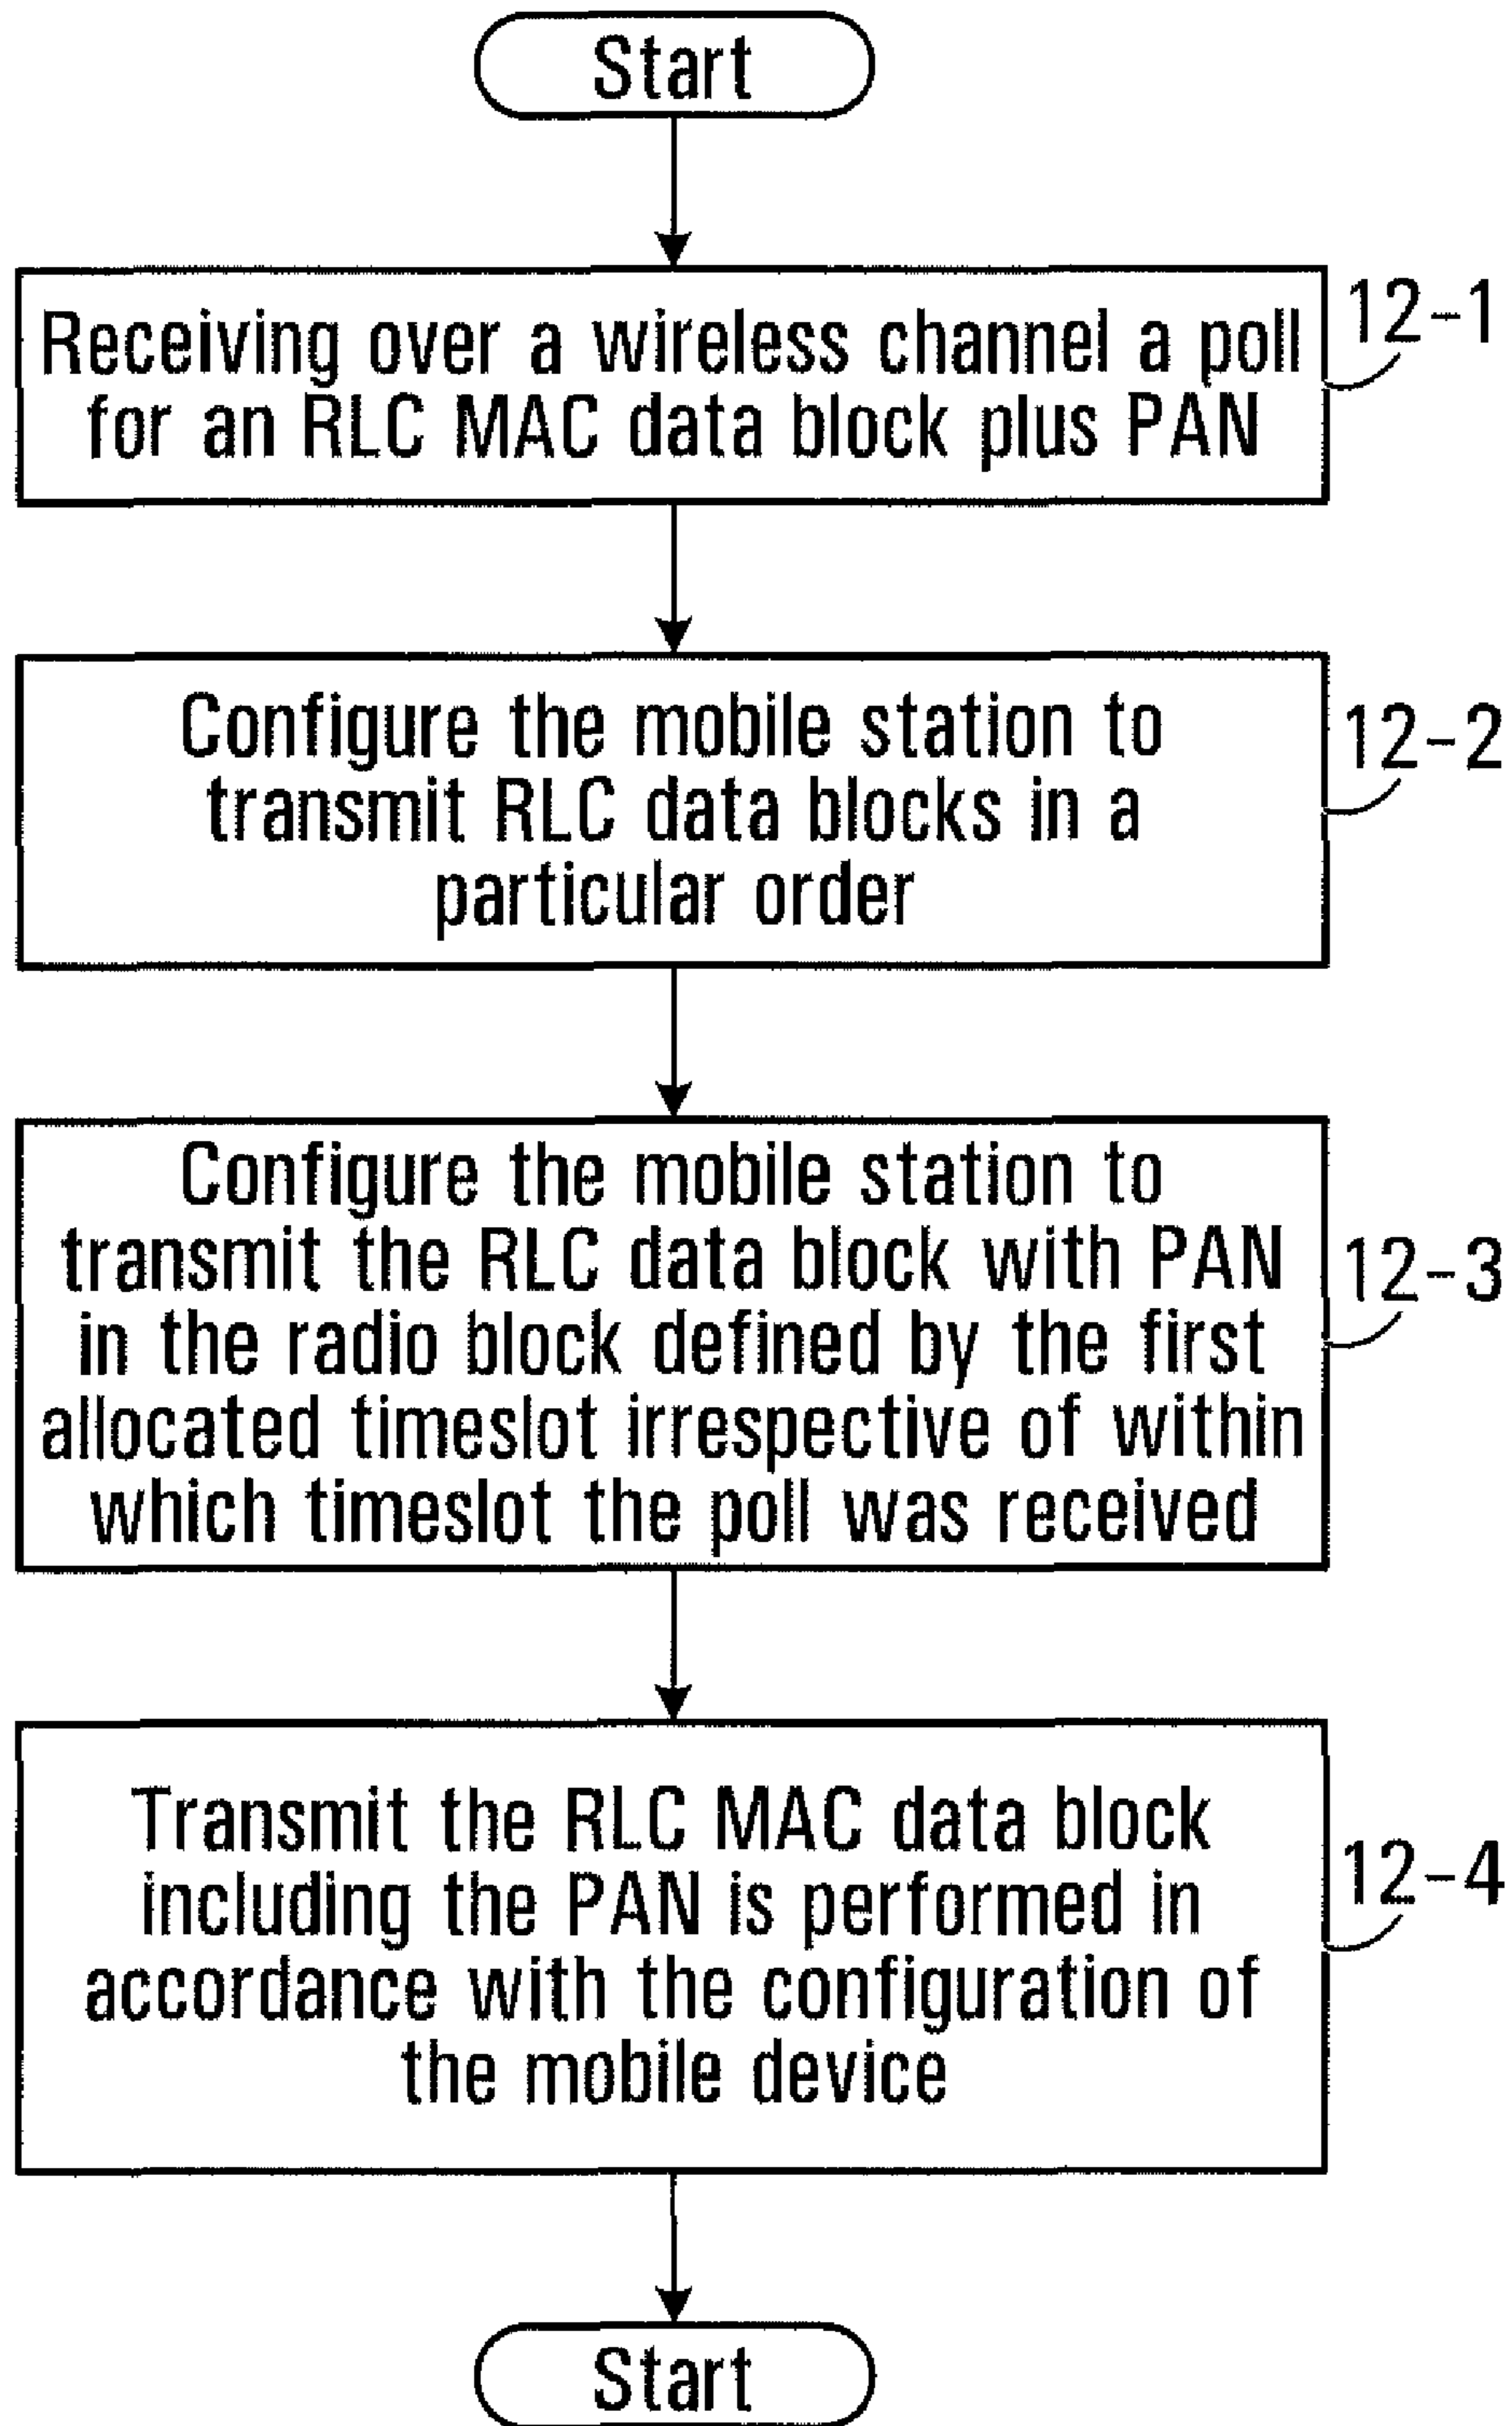 Start
Receiving over a wireless channel a poll
for an RLC MAC data block plus PAN
12-1
Configure the mobile station to
transmit RLC data blocks in a
particular order
12-2
Configure the mobile station to
transmit the RLC data block with PAN
in the radio block defined by the first
allocated timeslot irrespective of within
which timeslot the poll was received
12-3
Transmit the RLC MAC data block
including the PAN is performed in
accordance with the configuration of
the mobile device
12-4
Start